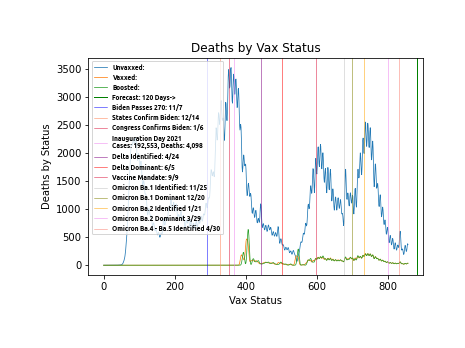 Deaths by Vax Status
Deaths by Vax Status
3500
3000
2500
2000
1500
1000
500
0
Unvaxxed:
Vaxxed:
Boosted:
Forecast: 120 Days->
Biden Passes 270: 11/7
States Confirm Biden: 12/14
Congress Confirms Biden: 1/6
Inauguration Day 2021
Cases: 192,553, Deaths: 4,098
Delta Identified: 4/24
Delta Dominant: 6/5
Vaccine Mandate: 9/9
Omicron Ba.1 Identified: 11/25
Omicron Ba.1 Dominant 12/20
Omicron Ba.2 Identified 1/21
Omicron Ba.2 Dominant 3/29
Omicron Ba.4 - Ba.5 Identified 4/30
0 200 400 600 800
Vax Status